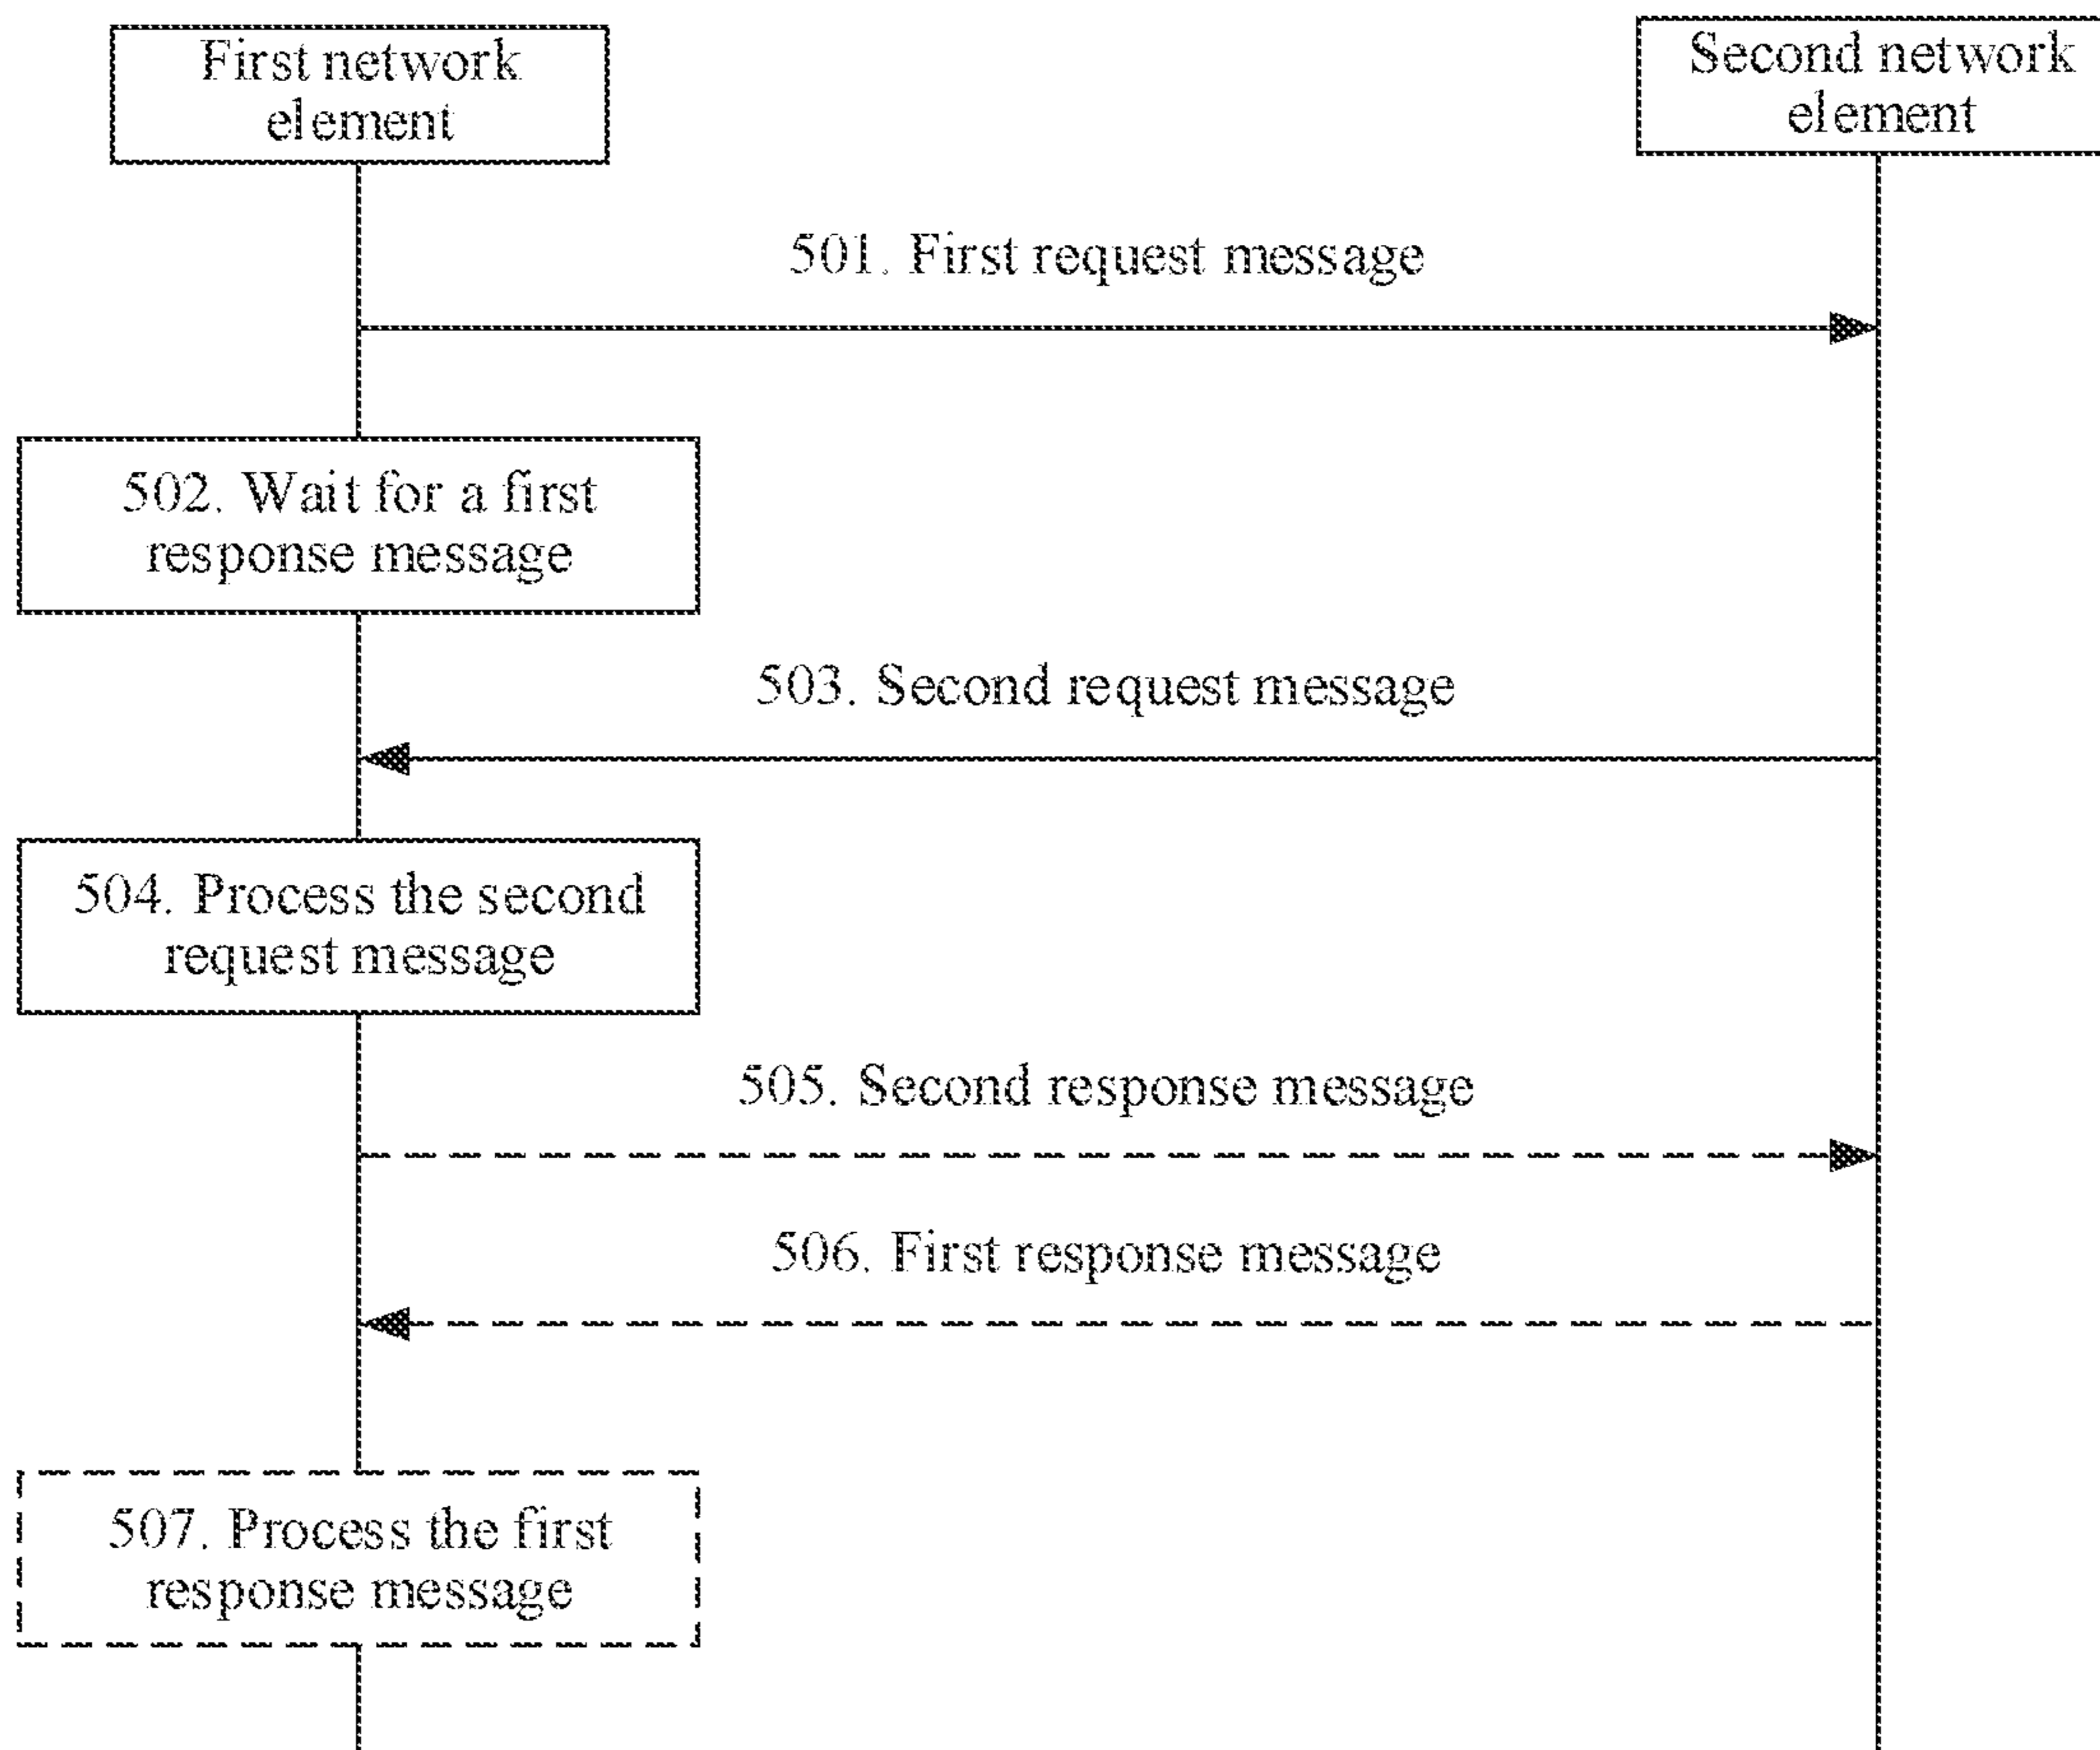 First network
element
Second network
element
501. First request message
502. Wait for a first
response message
503. Second request message
504. Process the second
request message
505. Second response message
506. First response message
507. Process the first
response message